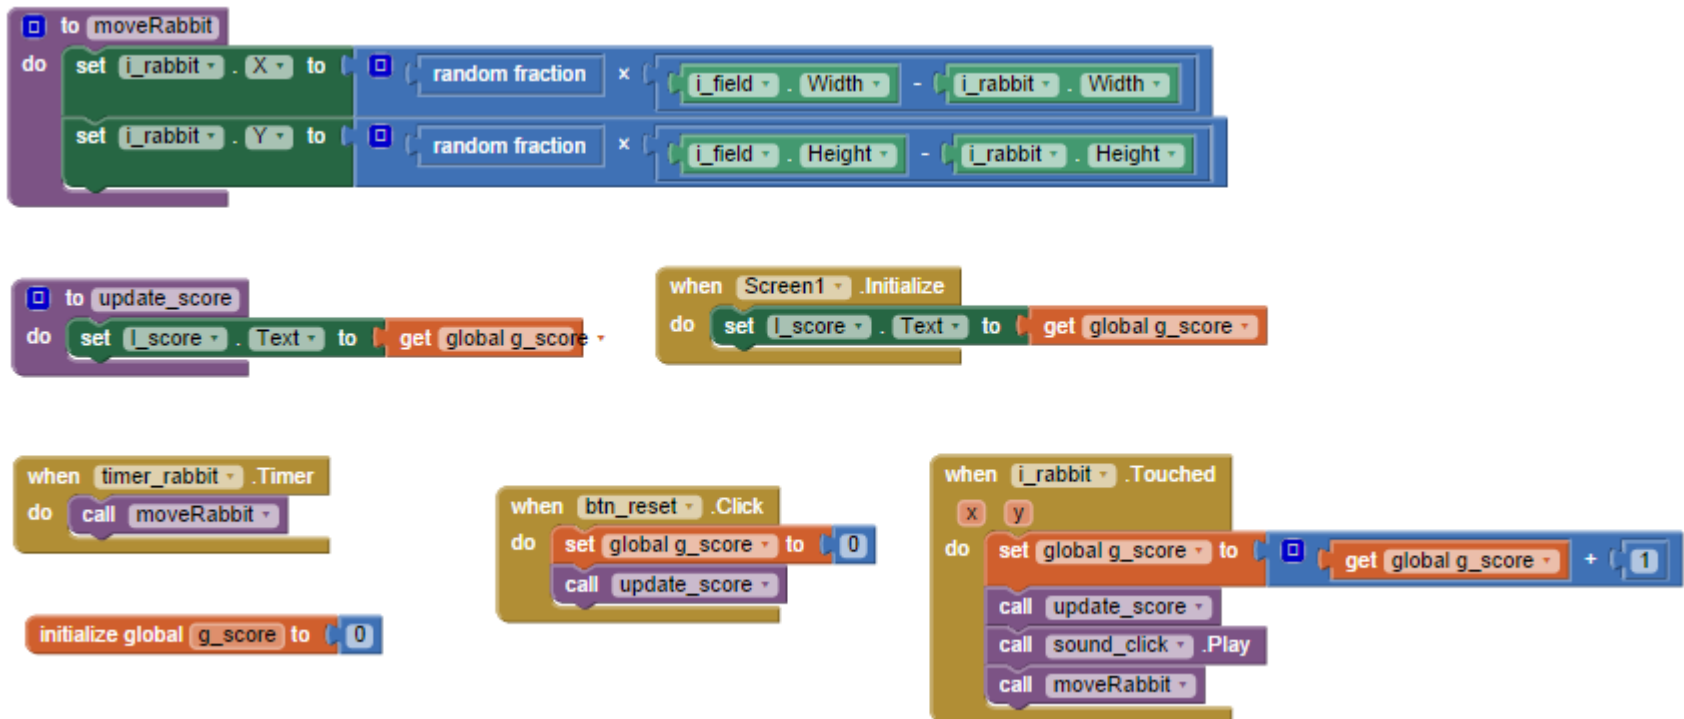 to moveRabbit
do set i_rabbit . X to random fraction × i_field . Width - i_rabbit . Width
set i_rabbit . Y to random fraction × i_field . Height - i_rabbit . Height
to update_score
do set l_score . Text to get global g_score
when Screen1 .Initialize
do set l_score . Text to get global g_score
when timer_rabbit .Timer
do call moveRabbit
initialize global g_score to 0
when btn_reset .Click
do set global g_score to 0
call update_score
when i_rabbit .Touched
x y
do set global g_score to get global g_score + 1
call update_score
call sound_click .Play
call moveRabbit